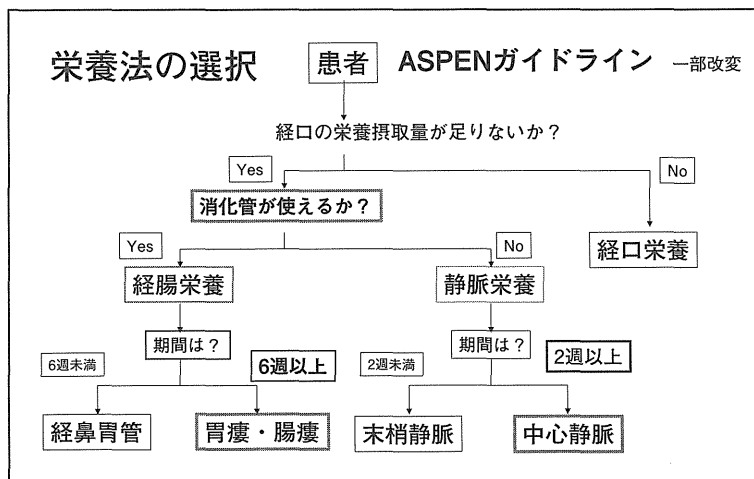 栄養法の選択 患者 ASPENガイドライン 一部改変
経口の栄養摂取量が足りないか？
Yes No
消化管が使えるか？
Yes No 経口栄養
経腸栄養 静脈栄養
期間は？ 期間は？
6週未満 6週以上 2週未満 2週以上
経鼻胃管 胃瘻・腸瘻 末梢静脈 中心静脈